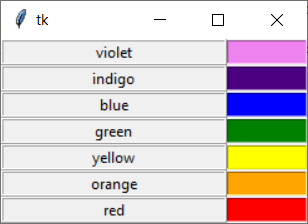 tk
violet
indigo
blue
green
yellow
orange
red